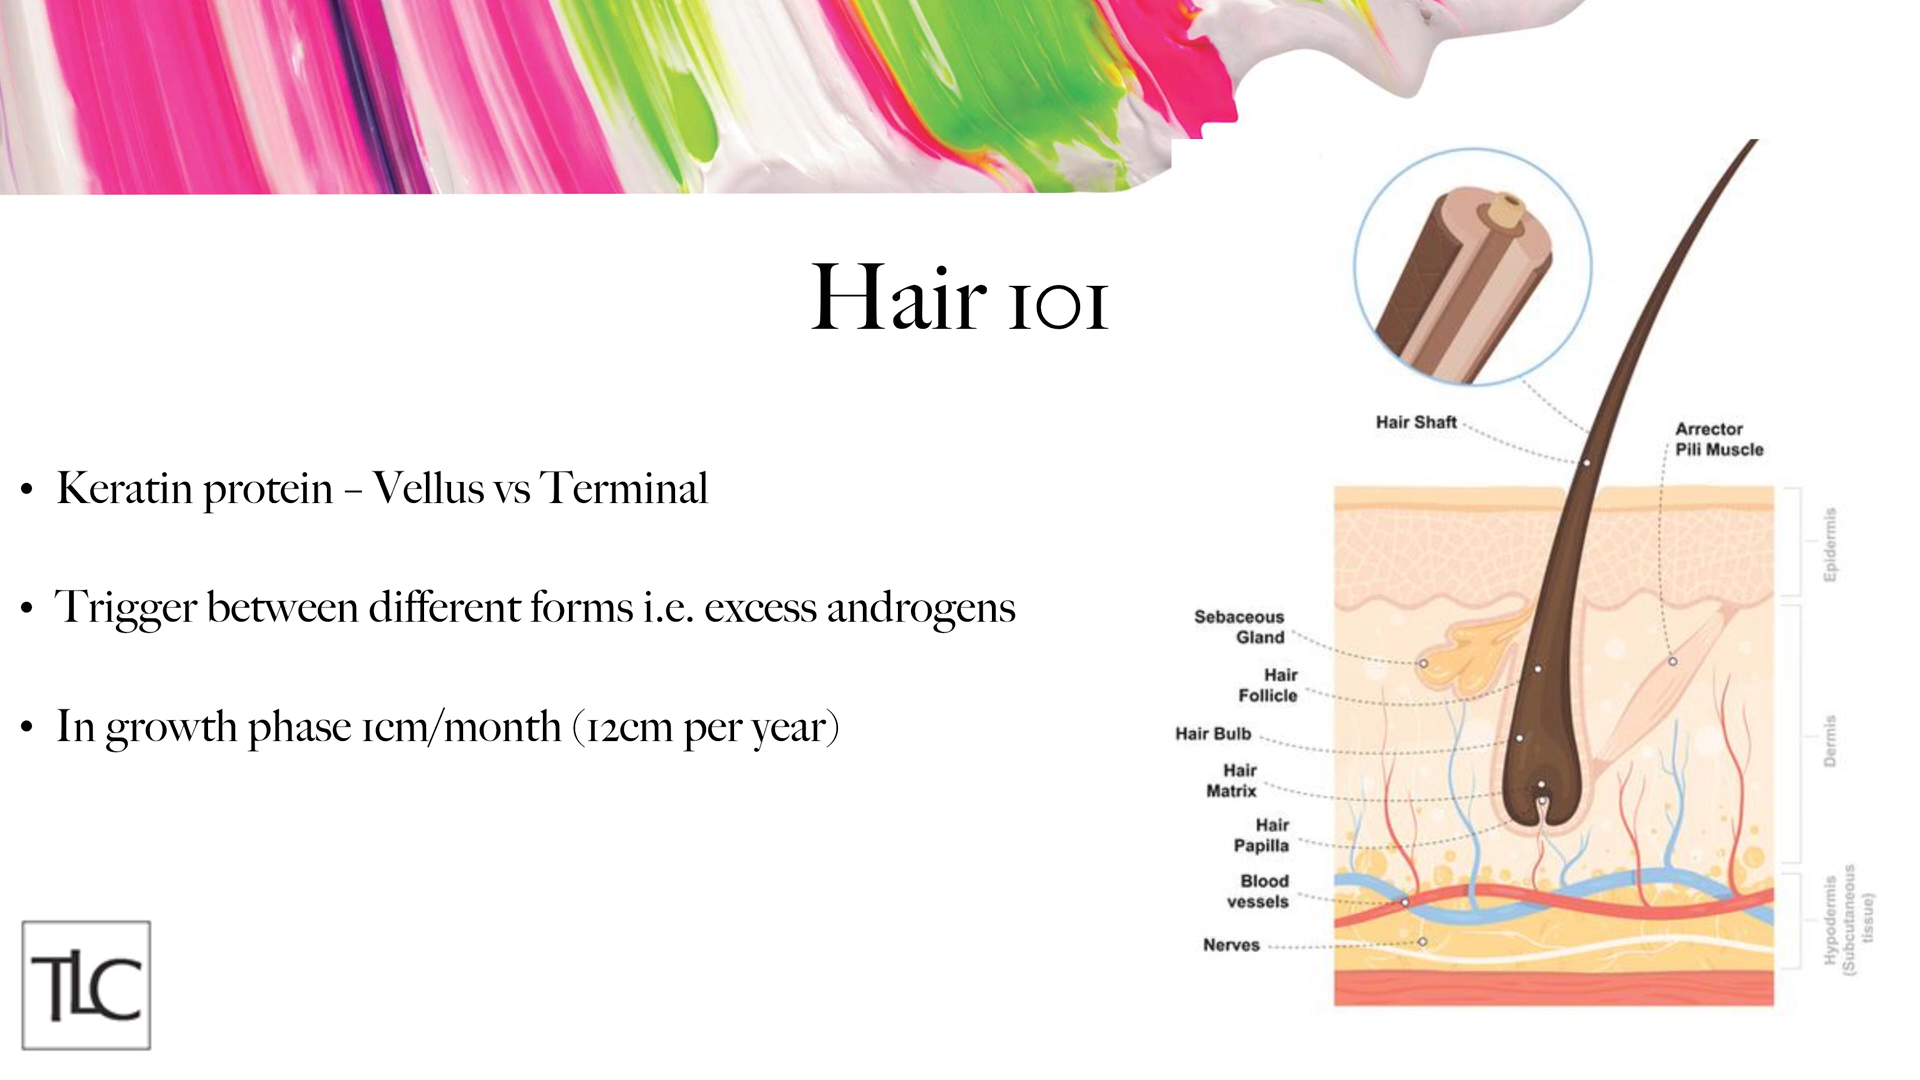 Hair 101
• Keratin protein – Vellus vs Terminal
• Trigger between different forms i.e. excess androgens
• In growth phase 1cm/month (12cm per year)
Hair Shaft
Arrector
Pili Muscle
Sebaceous
Gland
Hair
Follicle
Hair Bulb
Hair
Matrix
Hair
Papilla
Blood
vessels
Nerves
Epidermis
Dermis
Hypodermis
(Subcutaneous
tissue)
TLC